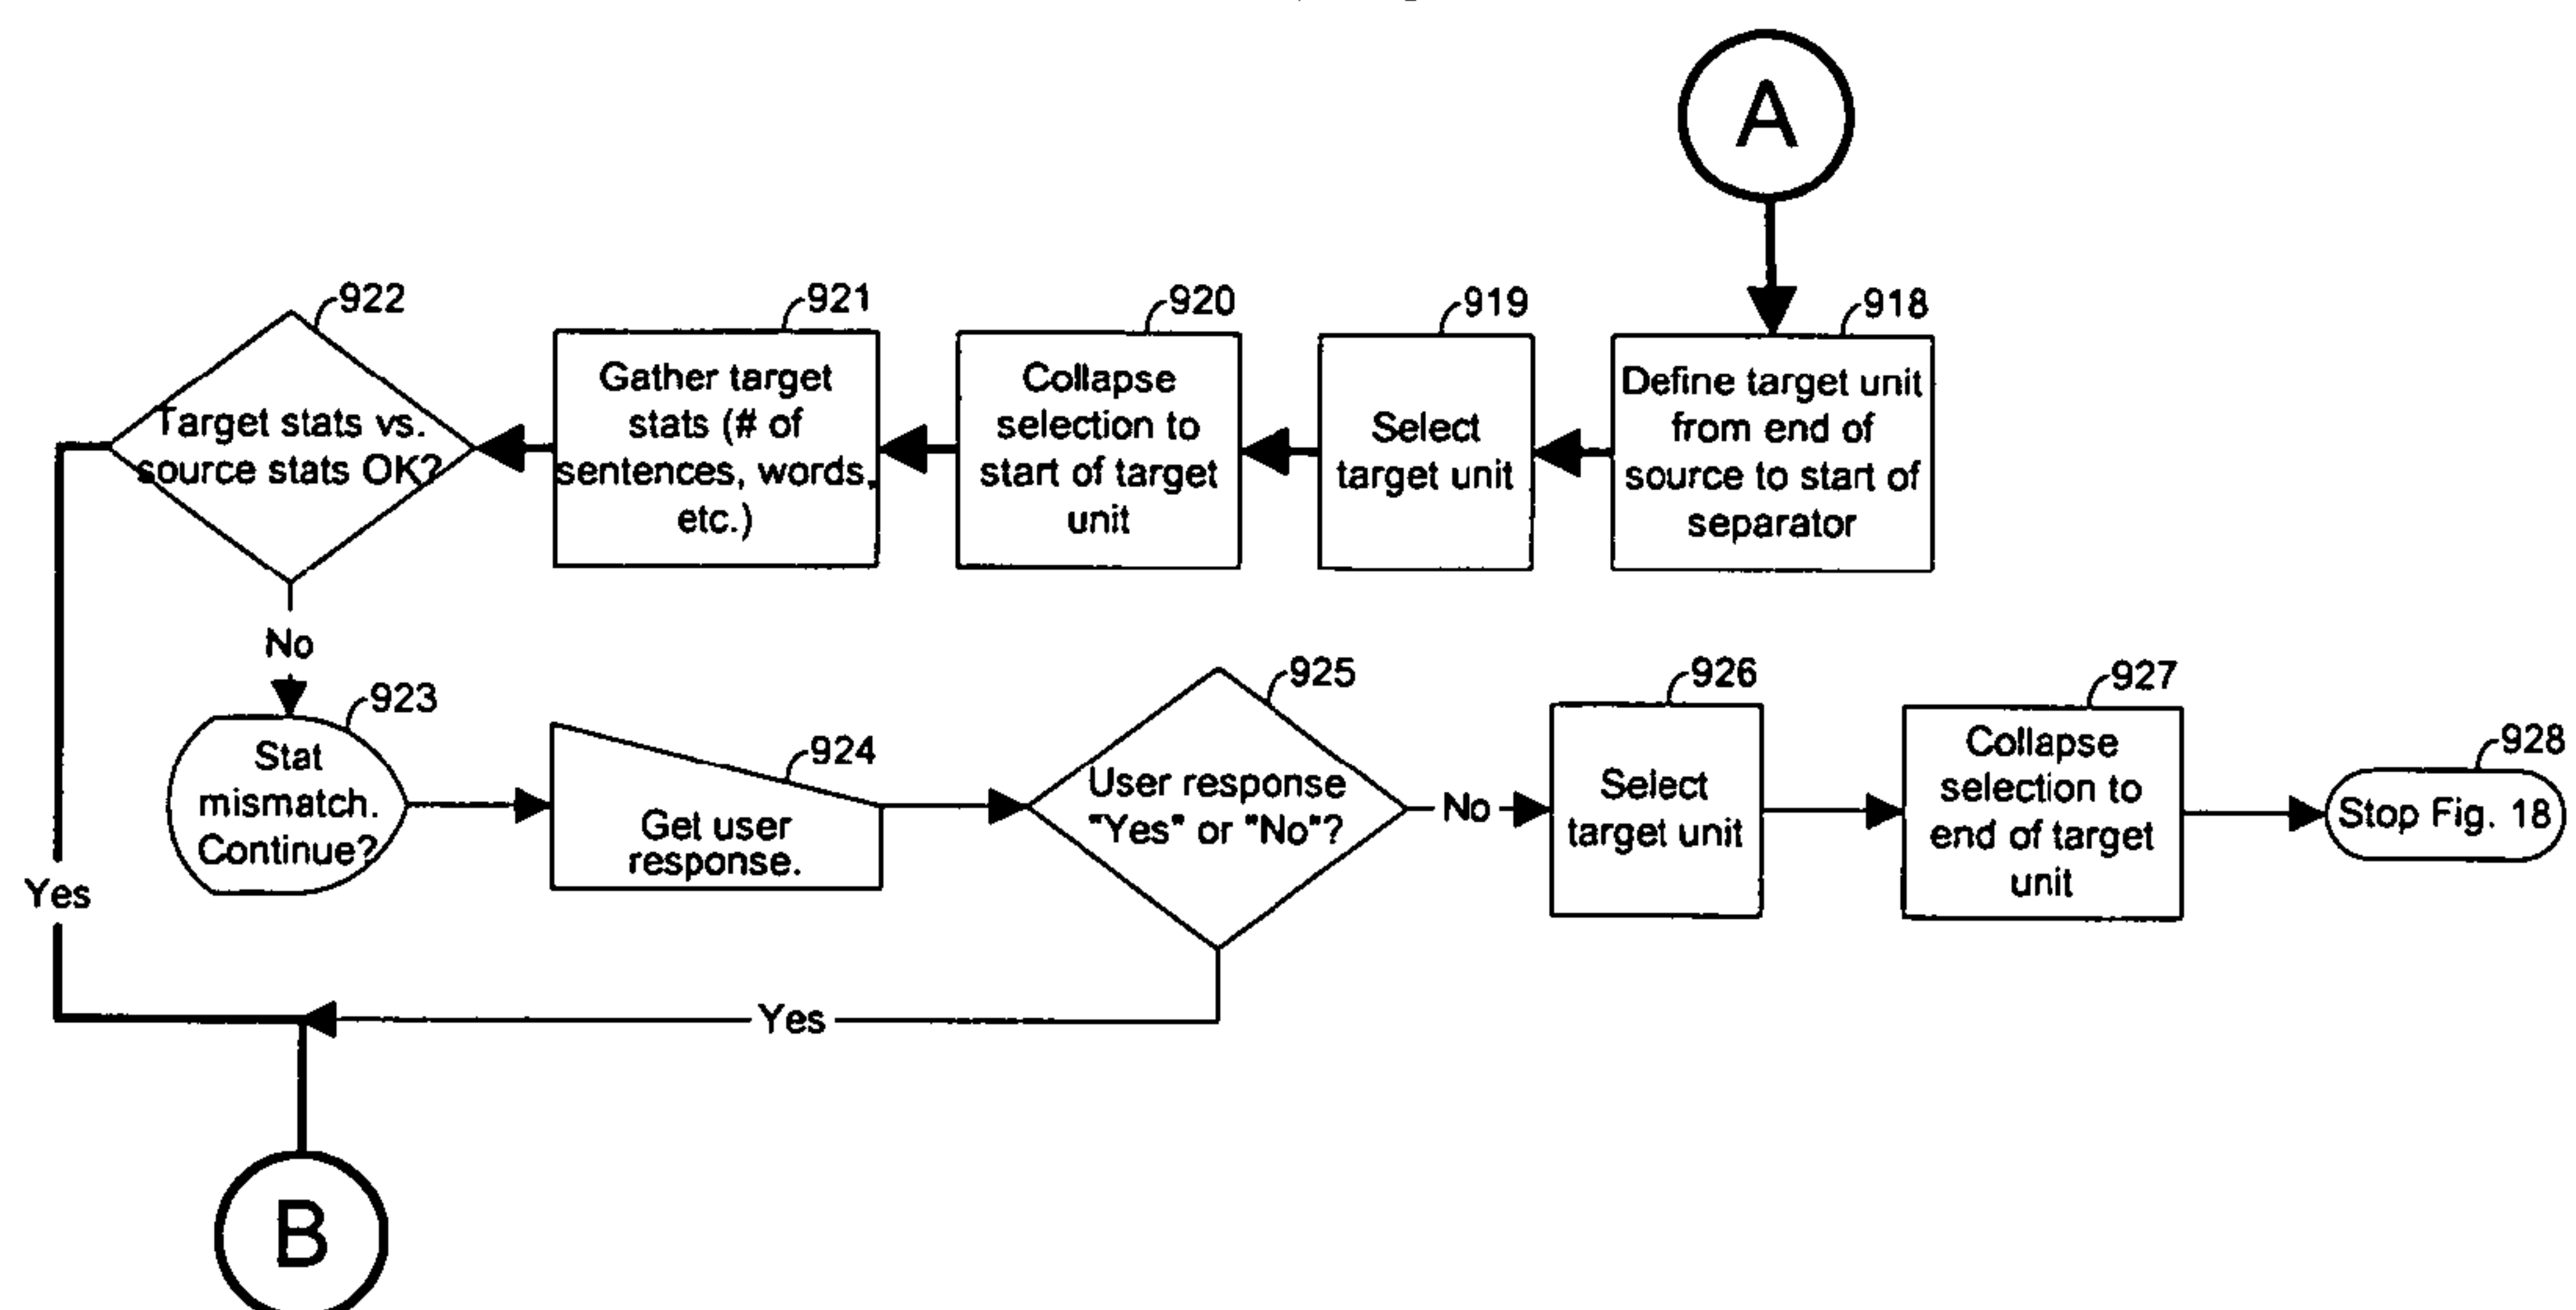 A
918
Define target unit
from end of
source to start of
separator
919
Select
target unit
920
Collapse
selection to
start of target
unit
921
Gather target
stats (# of
sentences, words,
etc.)
922
Target stats vs.
source stats OK?
Yes
No
923
Stat
mismatch.
Continue?
924
Get user
response.
925
User response
"Yes" or "No"?
No
Yes
926
Select
target unit
927
Collapse
selection to
end of target
unit
928
Stop Fig. 18
B